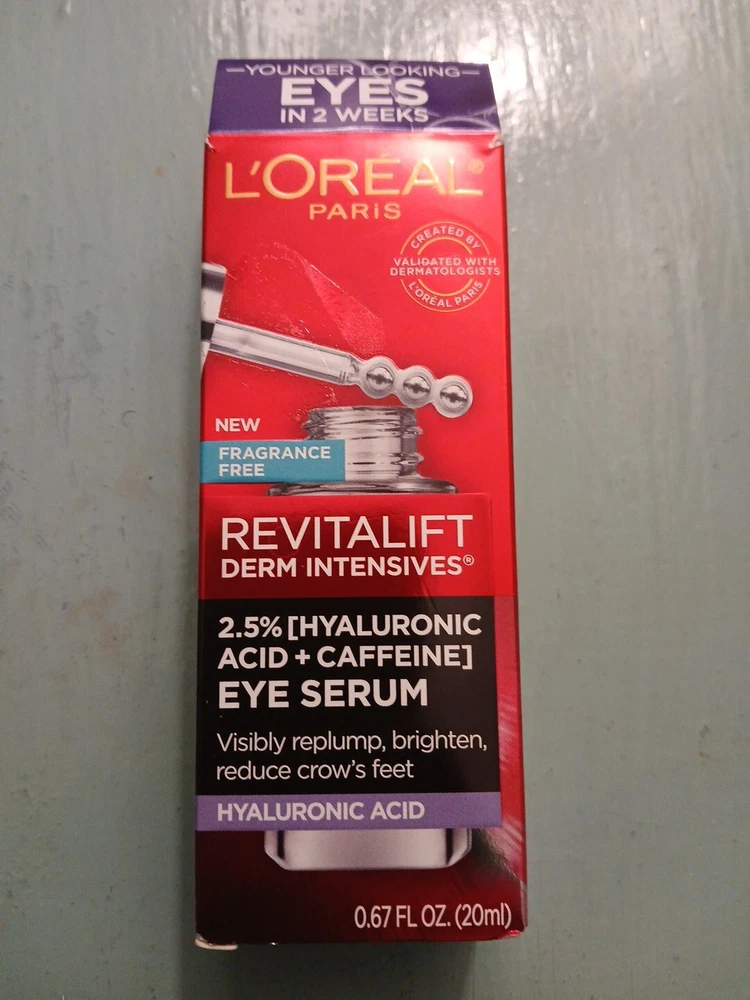 YOUNGER LOOKING
EYES
IN 2 WEEKS
L'ORÉAL®
PARiS
CREATED BY
VALIDATED WITH
DERMATOLOGISTS
L'ORÉAL PARIS
NEW
FRAGRANCE
FREE
REVITALIFT
DERM INTENSIVES®
2.5% [HYALURONIC
ACID + CAFFEINE]
EYE SERUM
Visibly replump, brighten,
reduce crow's feet
HYALURONIC ACID
0.67 FL OZ. (20ml)